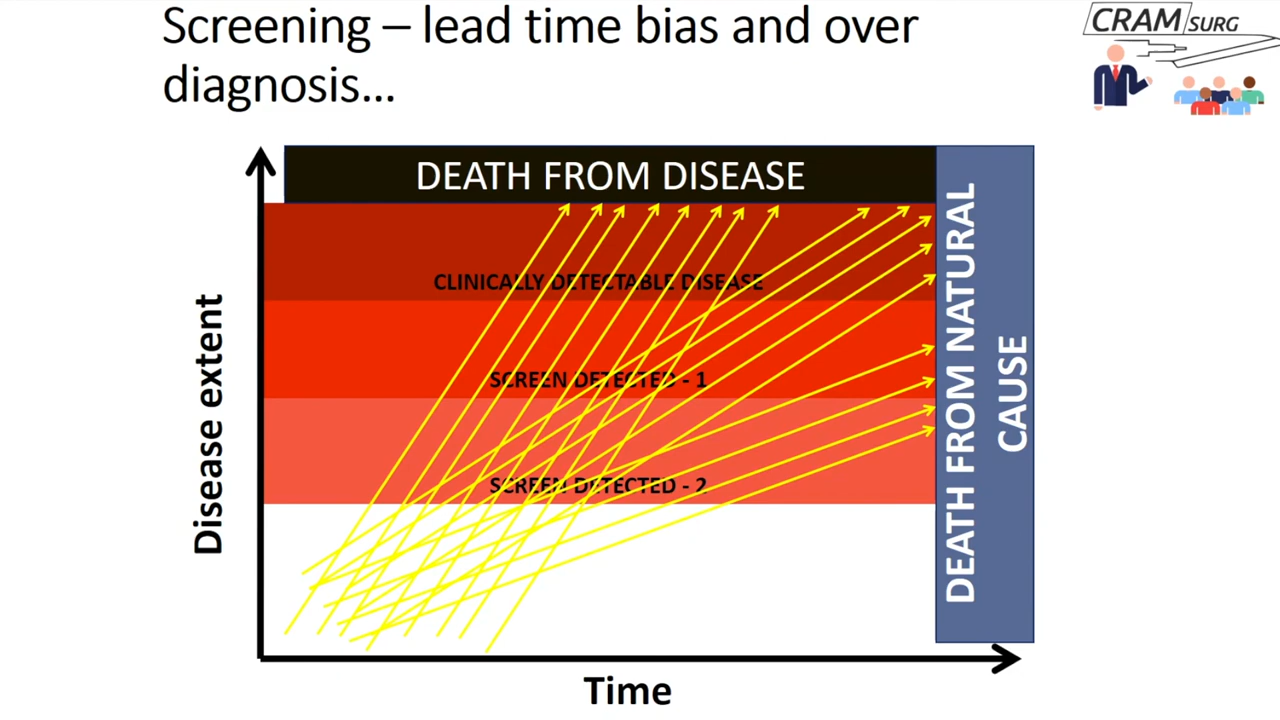 Screening – lead time bias and over
diagnosis...
CRAM SURG
DEATH FROM DISEASE
CLINICALLY DETECTABLE DISEASE
SCREEN DETECTED - 1
SCREEN DETECTED - 2
Disease extent
DEATH FROM NATURAL
CAUSE
Time